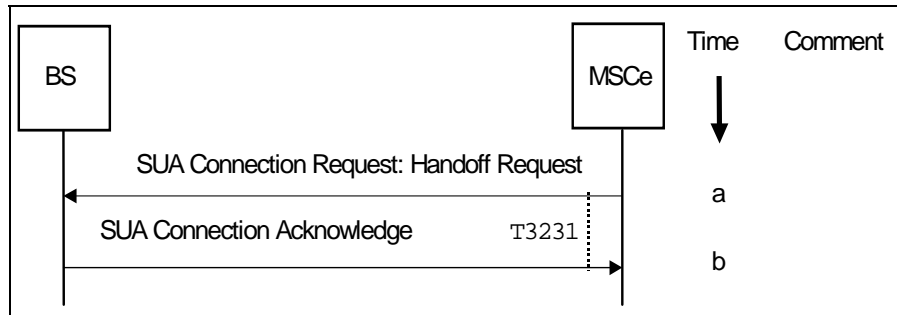 Time Comment
BS
MSCe
SUA Connection Request: Handoff Request
a
SUA Connection Acknowledge
T3231
b